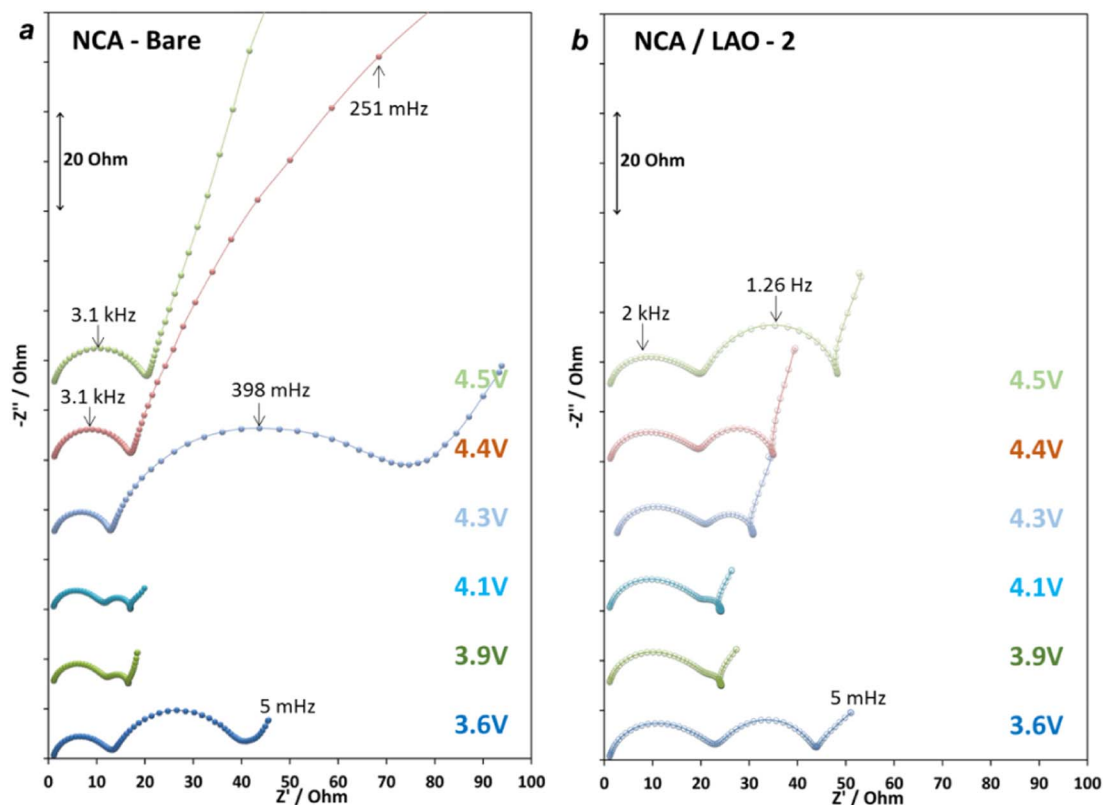 a
NCA - Bare
251 mHz
20 Ohm
3.1 kHz
4.5V
398 mHz
3.1 kHz
4.4V
-Z'' / Ohm
4.3V
4.1V
3.9V
5 mHz
3.6V
0 10 20 30 40 50 60 70 80 90 100
Z' / Ohm
b
NCA / LAO - 2
20 Ohm
1.26 Hz
2 kHz
4.5V
-Z'' / Ohm
4.4V
4.3V
4.1V
3.9V
5 mHz
3.6V
0 10 20 30 40 50 60 70 80 90 100
Z' / Ohm